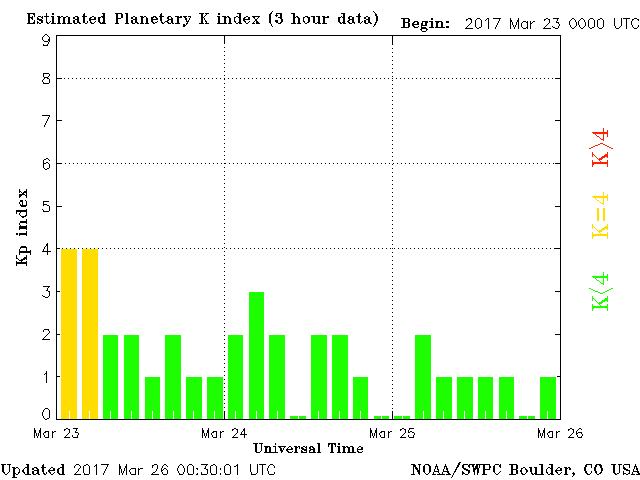 Estimated Planetary K index (3 hour data)
Begin: 2017 Mar 23 0000 UTC
9
8
7
6
5
4
3
2
1
0
Kp index
K>4
K=4
K<4
Mar 23
Mar 24
Mar 25
Mar 26
Universal Time
Updated 2017 Mar 26 00:30:01 UTC
NOAA/SWPC Boulder, CO USA